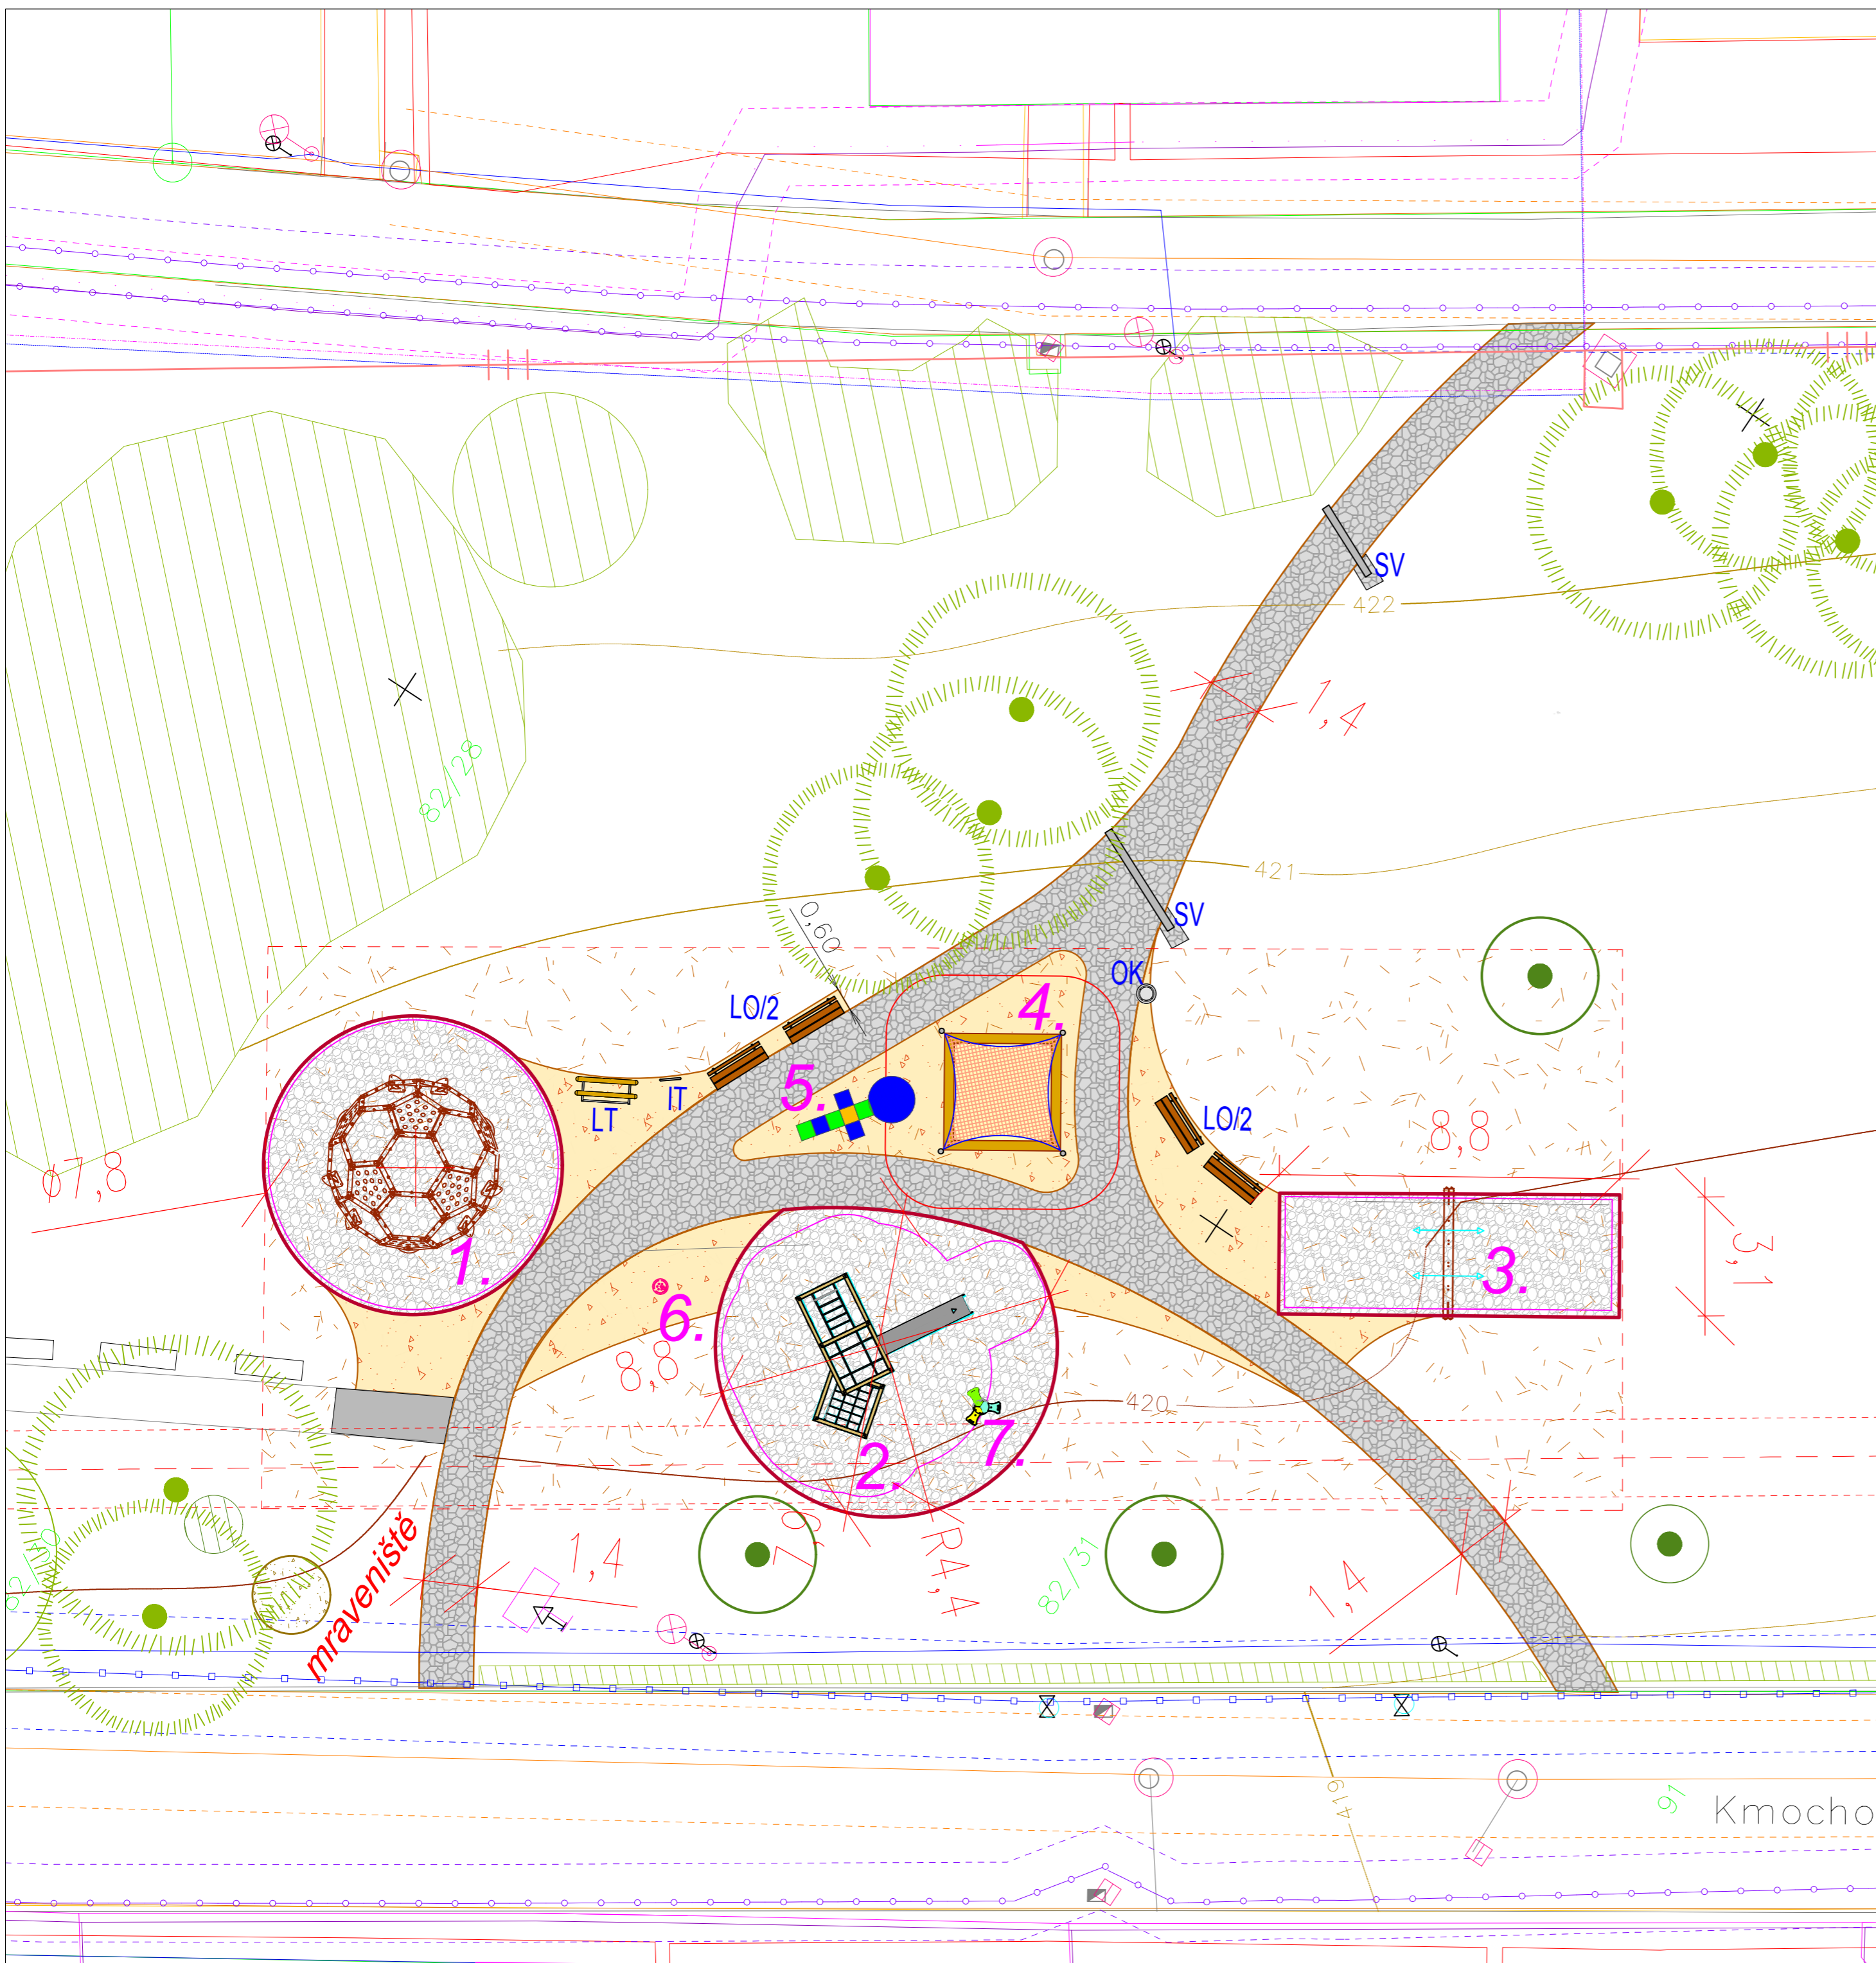 SV
422
1,4
82/28
421
0,60
SV
OK
4.
LO/2
5.
IT
LT
LO/2
8,8
3,1
1.
3.
6.
8,8
420
7.
2.
mraveniště
1,4
R4,4
82/31
1,4
419
91
Kmocho